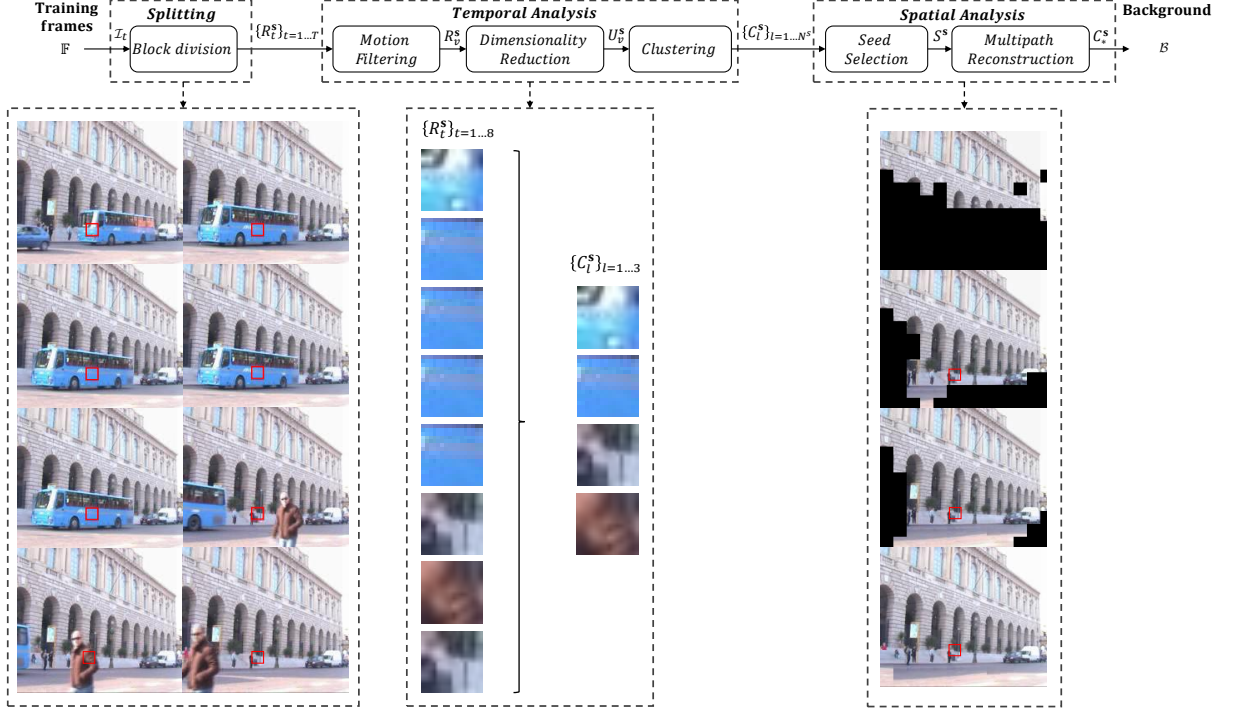 Training frames
𝔽
ℐ_t
Splitting
Block division
{R_t^s}_{t=1…T}
Temporal Analysis
Motion Filtering
R_v^s
Dimensionality Reduction
U_v^s
Clustering
{C_l^s}_{l=1…N^s}
Spatial Analysis
Seed Selection
S^s
Multipath Reconstruction
C_*^s
Background
ℬ
{R_t^s}_{t=1…8}
{C_l^s}_{l=1…3}